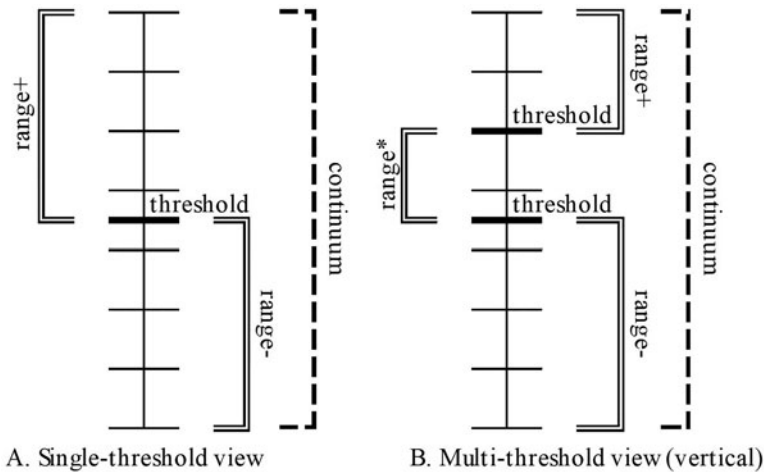 range+
threshold
range-
continuum
A. Single-threshold view
range+
threshold
range*
threshold
range-
continuum
B. Multi-threshold view (vertical)